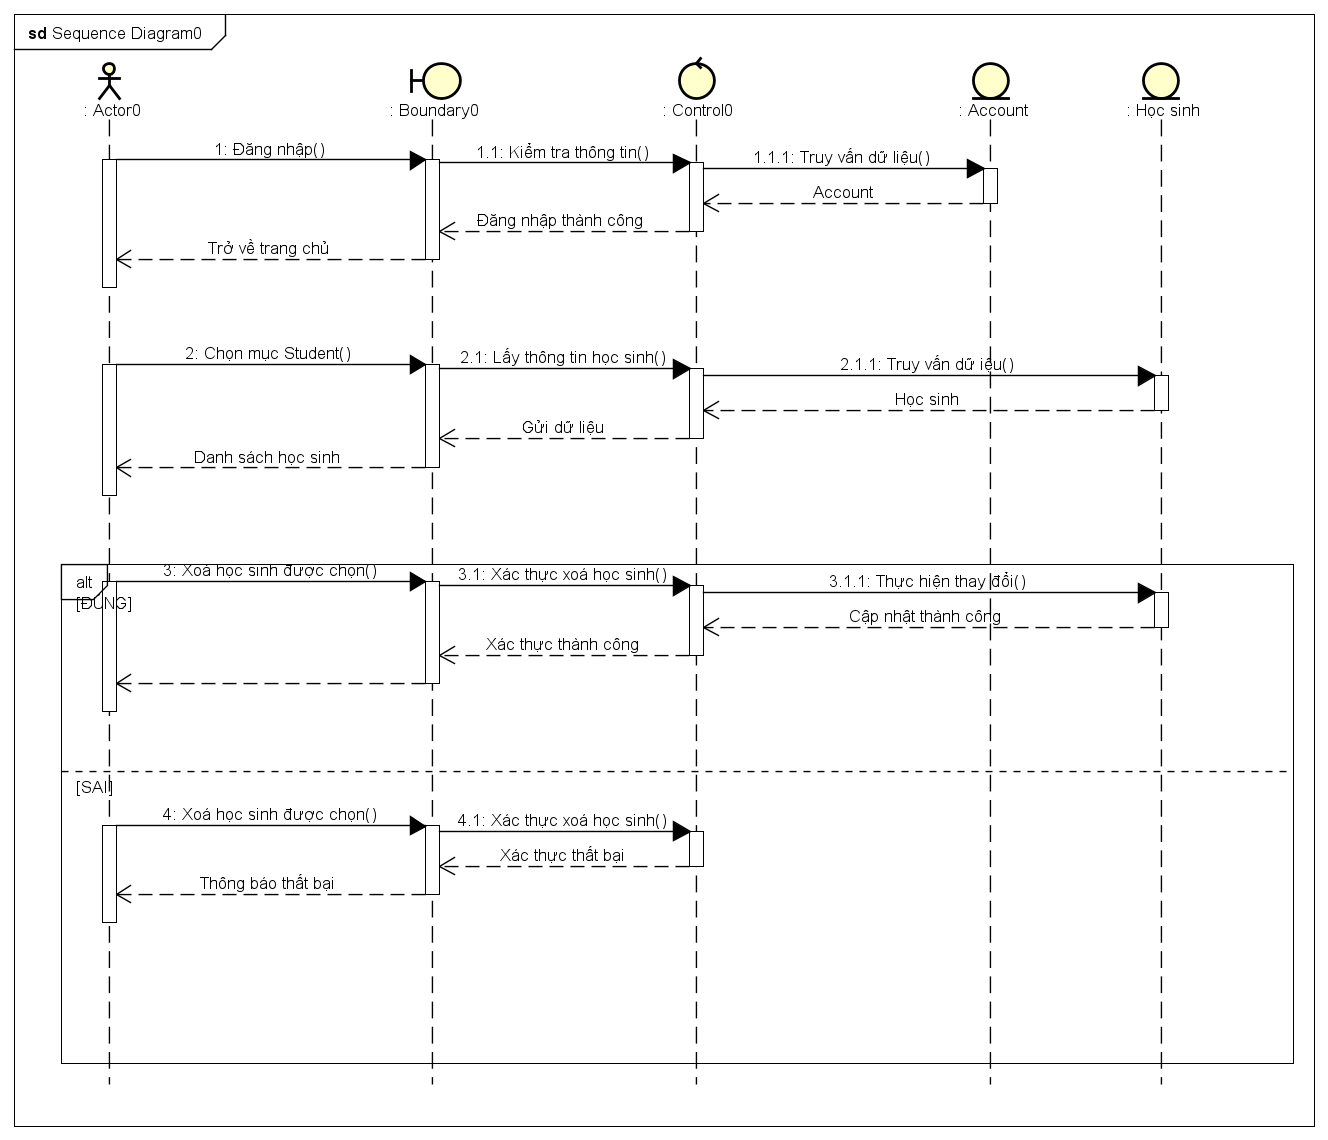 sd Sequence Diagram0
: Actor0
: Boundary0
: Control0
: Account
: Học sinh
1: Đăng nhập()
1.1: Kiểm tra thông tin()
1.1.1: Truy vấn dữ liệu()
Account
Đăng nhập thành công
Trở về trang chủ
2: Chọn mục Student()
2.1: Lấy thông tin học sinh()
2.1.1: Truy vấn dữ iệu()
Học sinh
Gửi dữ liệu
Danh sách học sinh
alt
3: Xoá học sinh được chọn()
3.1: Xác thực xoá học sinh()
3.1.1: Thực hiện thay đổi()
[ĐÚNG]
Cập nhật thành công
Xác thực thành công
[SAI]
4: Xoá học sinh được chọn()
4.1: Xác thực xoá học sinh()
Xác thực thất bại
Thông báo thất bại